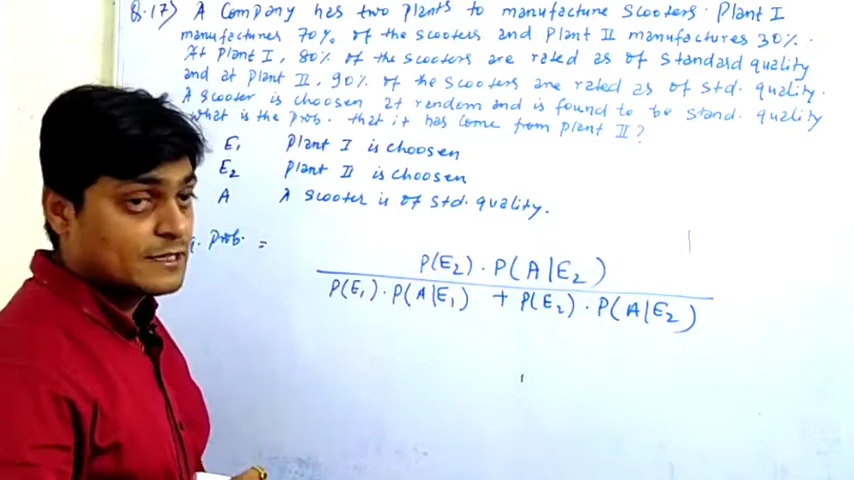 Q.17) A Company has two plants to manufacture scooters. Plant I
manufactures 70% of the scooters and Plant II manufactures 30%.
At Plant I, 80% of the scooters are rated as of standard quality
and at plant II, 90% of the scooters are rated as of std. quality.
A scooter is choosen at random and is found to be stand. quality
what is the prob. that it has come from plant II?
E₁ Plant I is choosen
E₂ Plant II is choosen
A A scooter is of std. quality.
Prob. =
P(E₂) · P(A|E₂)
P(E₁) · P(A|E₁) + P(E₂) · P(A|E₂)